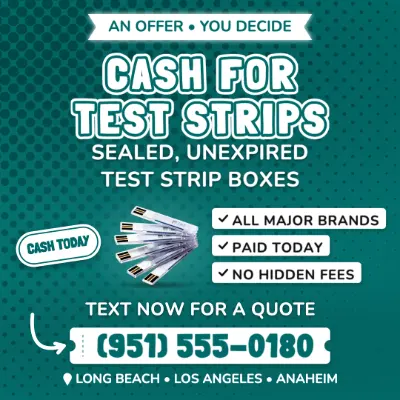 AN OFFER • YOU DECIDE
CASH FOR
TEST STRIPS
SEALED, UNEXPIRED
TEST STRIP BOXES
CASH TODAY
✓ ALL MAJOR BRANDS
✓ PAID TODAY
✓ NO HIDDEN FEES
TEXT NOW FOR A QUOTE
(951) 555-0180
LONG BEACH • LOS ANGELES • ANAHEIM